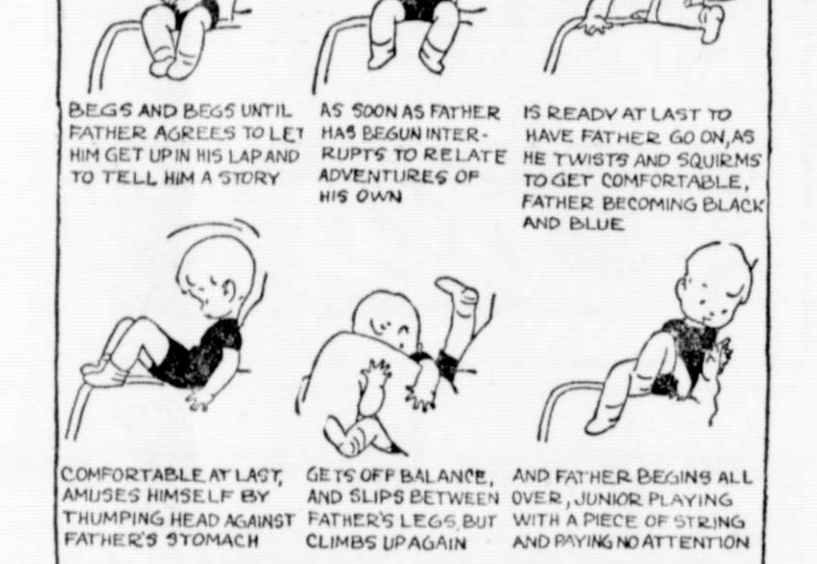 BEGS AND BEGS UNTIL
FATHER AGREES TO LET
HIM GET UP IN HIS LAP AND
TO TELL HIM A STORY
AS SOON AS FATHER
HAS BEGUN INTER-
RUPTS TO RELATE
ADVENTURES OF
HIS OWN
IS READY AT LAST TO
HAVE FATHER GO ON, AS
HE TWISTS AND SQUIRMS
TO GET COMFORTABLE,
FATHER BECOMING BLACK
AND BLUE
COMFORTABLE AT LAST,
AMUSES HIMSELF BY
THUMPING HEAD AGAINST
FATHER'S STOMACH
GETS OFF BALANCE,
AND SLIPS BETWEEN
FATHER'S LEGS, BUT
CLIMBS UP AGAIN
AND FATHER BEGINS ALL
OVER, JUNIOR PLAYING
WITH A PIECE OF STRING
AND PAYING NO ATTENTION